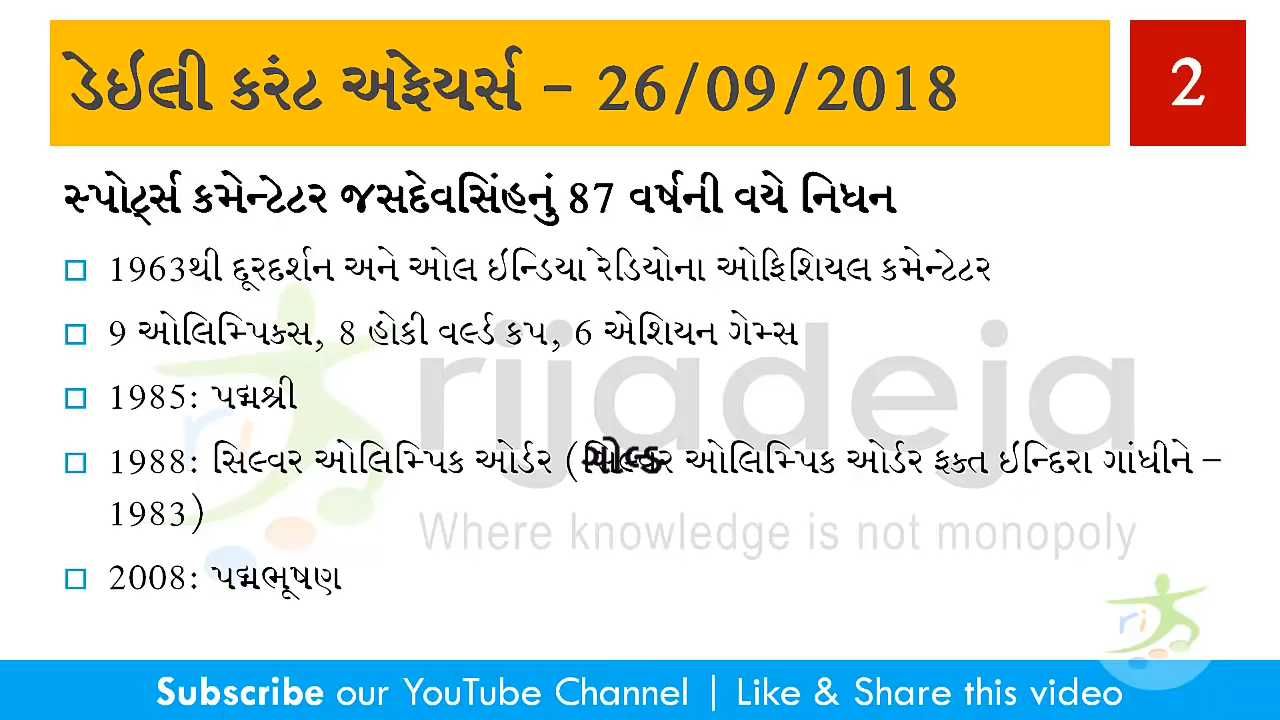 ડેઈલી કરંટ અફેયર્સ – 26/09/2018
2
સ્પોર્ટ્સ કમેન્ટેટર જસદેવસિંહનું 87 વર્ષની વયે નિધન
1963થી દૂરદર્શન અને ઓલ ઇન્ડિયા રેડિયોના ઓફિશિયલ કમેન્ટેટર
9 ઓલિમ્પિક્સ, 8 હોકી વર્લ્ડ કપ, 6 એશિયન ગેમ્સ
rijadeja
1985: પદ્મશ્રી
1988: સિલ્વર ઓલિમ્પિક ઓર્ડર (ગોલ્ડ ઓલિમ્પિક ઓર્ડર ફક્ત ઇન્દિરા ગાંધીને –
1983)
Where knowledge is not monopoly
2008: પદ્મભૂષણ
ri
Subscribe our YouTube Channel | Like & Share this video